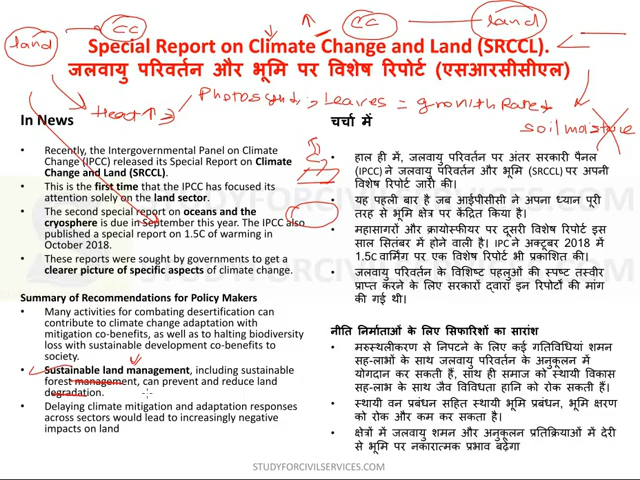 land CC CC land
Special Report on Climate Change and Land (SRCCL).
जलवायु परिवर्तन और भूमि पर विशेष रिपोर्ट (एसआरसीसीएल)
Heat Photosynth Leaves = growth Rate
soil moisture
In News
• Recently, the Intergovernmental Panel on Climate
Change (IPCC) released its Special Report on Climate
Change and Land (SRCCL).
• This is the first time that the IPCC has focused its
attention solely on the land sector.
• The second special report on oceans and the
cryosphere is due in September this year. The IPCC also
published a special report on 1.5C of warming in
October 2018.
• These reports were sought by governments to get a
clearer picture of specific aspects of climate change.
Summary of Recommendations for Policy Makers
• Many activities for combating desertification can
contribute to climate change adaptation with
mitigation co-benefits, as well as to halting biodiversity
loss with sustainable development co-benefits to
society.
• Sustainable land management, including sustainable
forest management, can prevent and reduce land
degradation.
• Delaying climate mitigation and adaptation responses
across sectors would lead to increasingly negative
impacts on land
चर्चा में
• हाल ही में, जलवायु परिवर्तन पर अंतर सरकारी पैनल
(IPCC) ने जलवायु परिवर्तन और भूमि (SRCCL) पर अपनी
विशेष रिपोर्ट जारी की।
• यह पहली बार है जब आईपीसीसी ने अपना ध्यान पूरी
तरह से भूमि क्षेत्र पर केंद्रित किया है।
• महासागरों और क्रायोस्फीयर पर दूसरी विशेष रिपोर्ट इस
साल सितंबर में होने वाली है। IPC ने अक्टूबर 2018 में
1.5c वार्मिंग पर एक विशेष रिपोर्ट भी प्रकाशित की।
• जलवायु परिवर्तन के विशिष्ट पहलुओं की स्पष्ट तस्वीर
प्राप्त करने के लिए सरकारों द्वारा इन रिपोर्टों की मांग
की गई थी।
नीति निर्माताओं के लिए सिफारिशों का सारांश
• मरुस्थलीकरण से निपटने के लिए कई गतिविधियां शमन
सह-लाभों के साथ जलवायु परिवर्तन के अनुकूलन में
योगदान कर सकती हैं, साथ ही समाज को स्थायी विकास
सह-लाभ के साथ जैव विविधता हानि को रोक सकती हैं।
• स्थायी वन प्रबंधन सहित स्थायी भूमि प्रबंधन, भूमि क्षरण
को रोक और कम कर सकता है।
• क्षेत्रों में जलवायु शमन और अनुकूलन प्रतिक्रियाओं में देरी
से भूमि पर नकारात्मक प्रभाव बढ़ेगा
STUDYFORCIVILSERVICES.COM